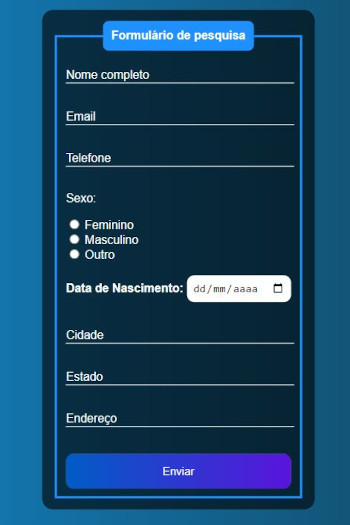 Formulário de pesquisa
Nome completo
Email
Telefone
Sexo:
Feminino
Masculino
Outro
Data de Nascimento: dd/mm/aaaa
Cidade
Estado
Endereço
Enviar